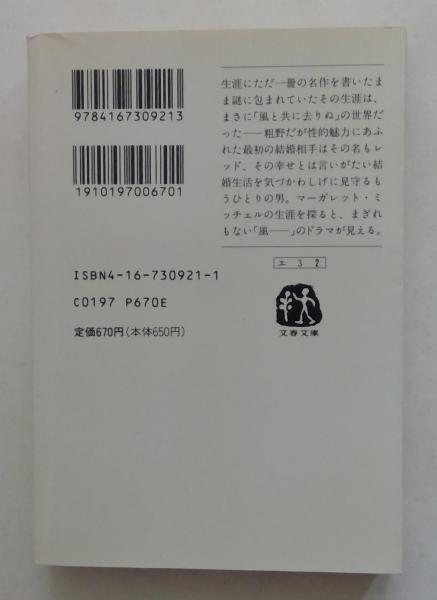 9784167309213
1910197006701
ISBN4-16-730921-1
C0197 P670E
定価670円(本体650円)
生涯にただ一冊の名作を書いたま
ま謎に包まれていたその生涯は、
まさに「風と共に去りぬ」の世界だ
った——粗野だが性的魅力にあふ
れた最初の結婚相手はその名もレ
ッド、その幸せとは言いがたい結
婚生活を気づかわしげに見守るも
うひとりの男。マーガレット・ミ
ッチェルの生涯を探ると、まぎれ
もない「風——」のドラマが見える。
エ32
文春文庫